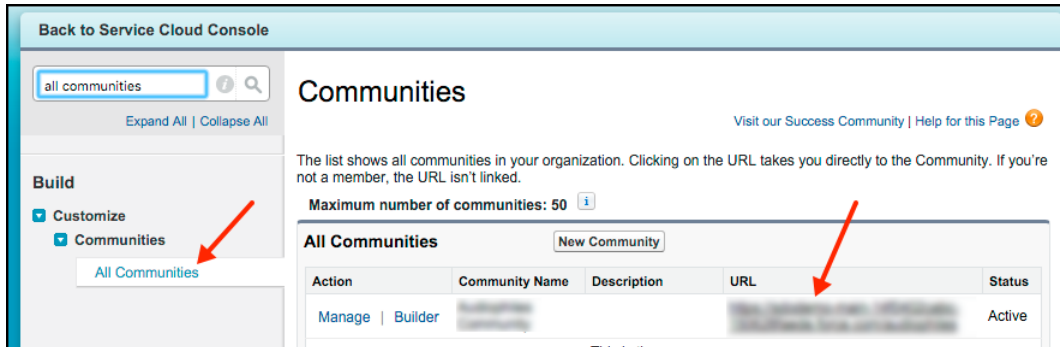 Back to Service Cloud Console
all communities
Expand All | Collapse All
Build
Customize
Communities
All Communities
Communities
Visit our Success Community | Help for this Page
The list shows all communities in your organization. Clicking on the URL takes you directly to the Community. If you're
not a member, the URL isn't linked.
Maximum number of communities: 50
All Communities New Community
Action Community Name Description URL Status
Manage | Builder Active